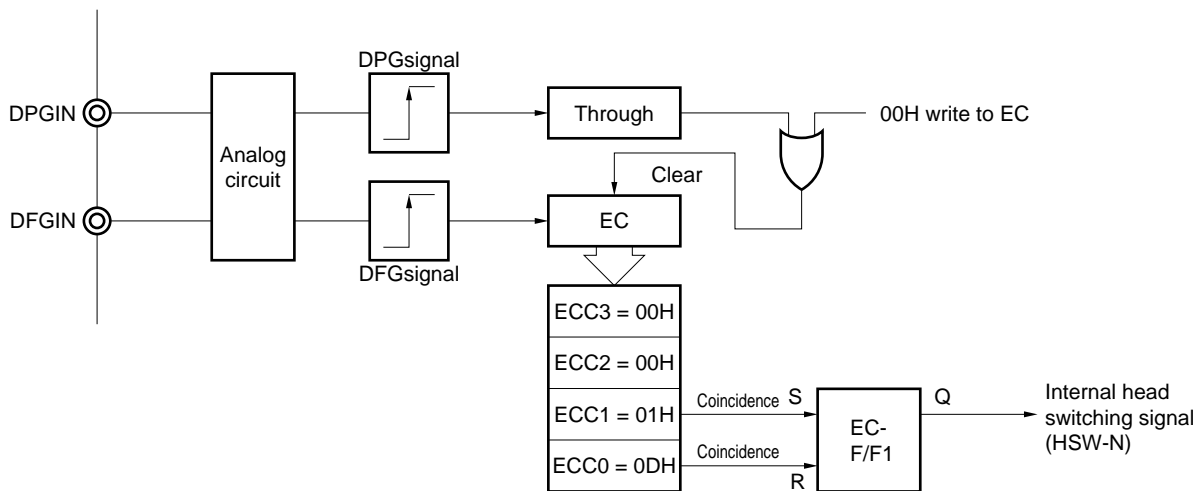 DPGsignal
DPGIN
Through
00H write to EC
Analog
circuit
Clear
DFGIN
EC
DFGsignal
ECC3 = 00H
ECC2 = 00H
ECC1 = 01H
Coincidence
S
EC-
F/F1
Q
Internal head
switching signal
(HSW-N)
ECC0 = 0DH
Coincidence
R